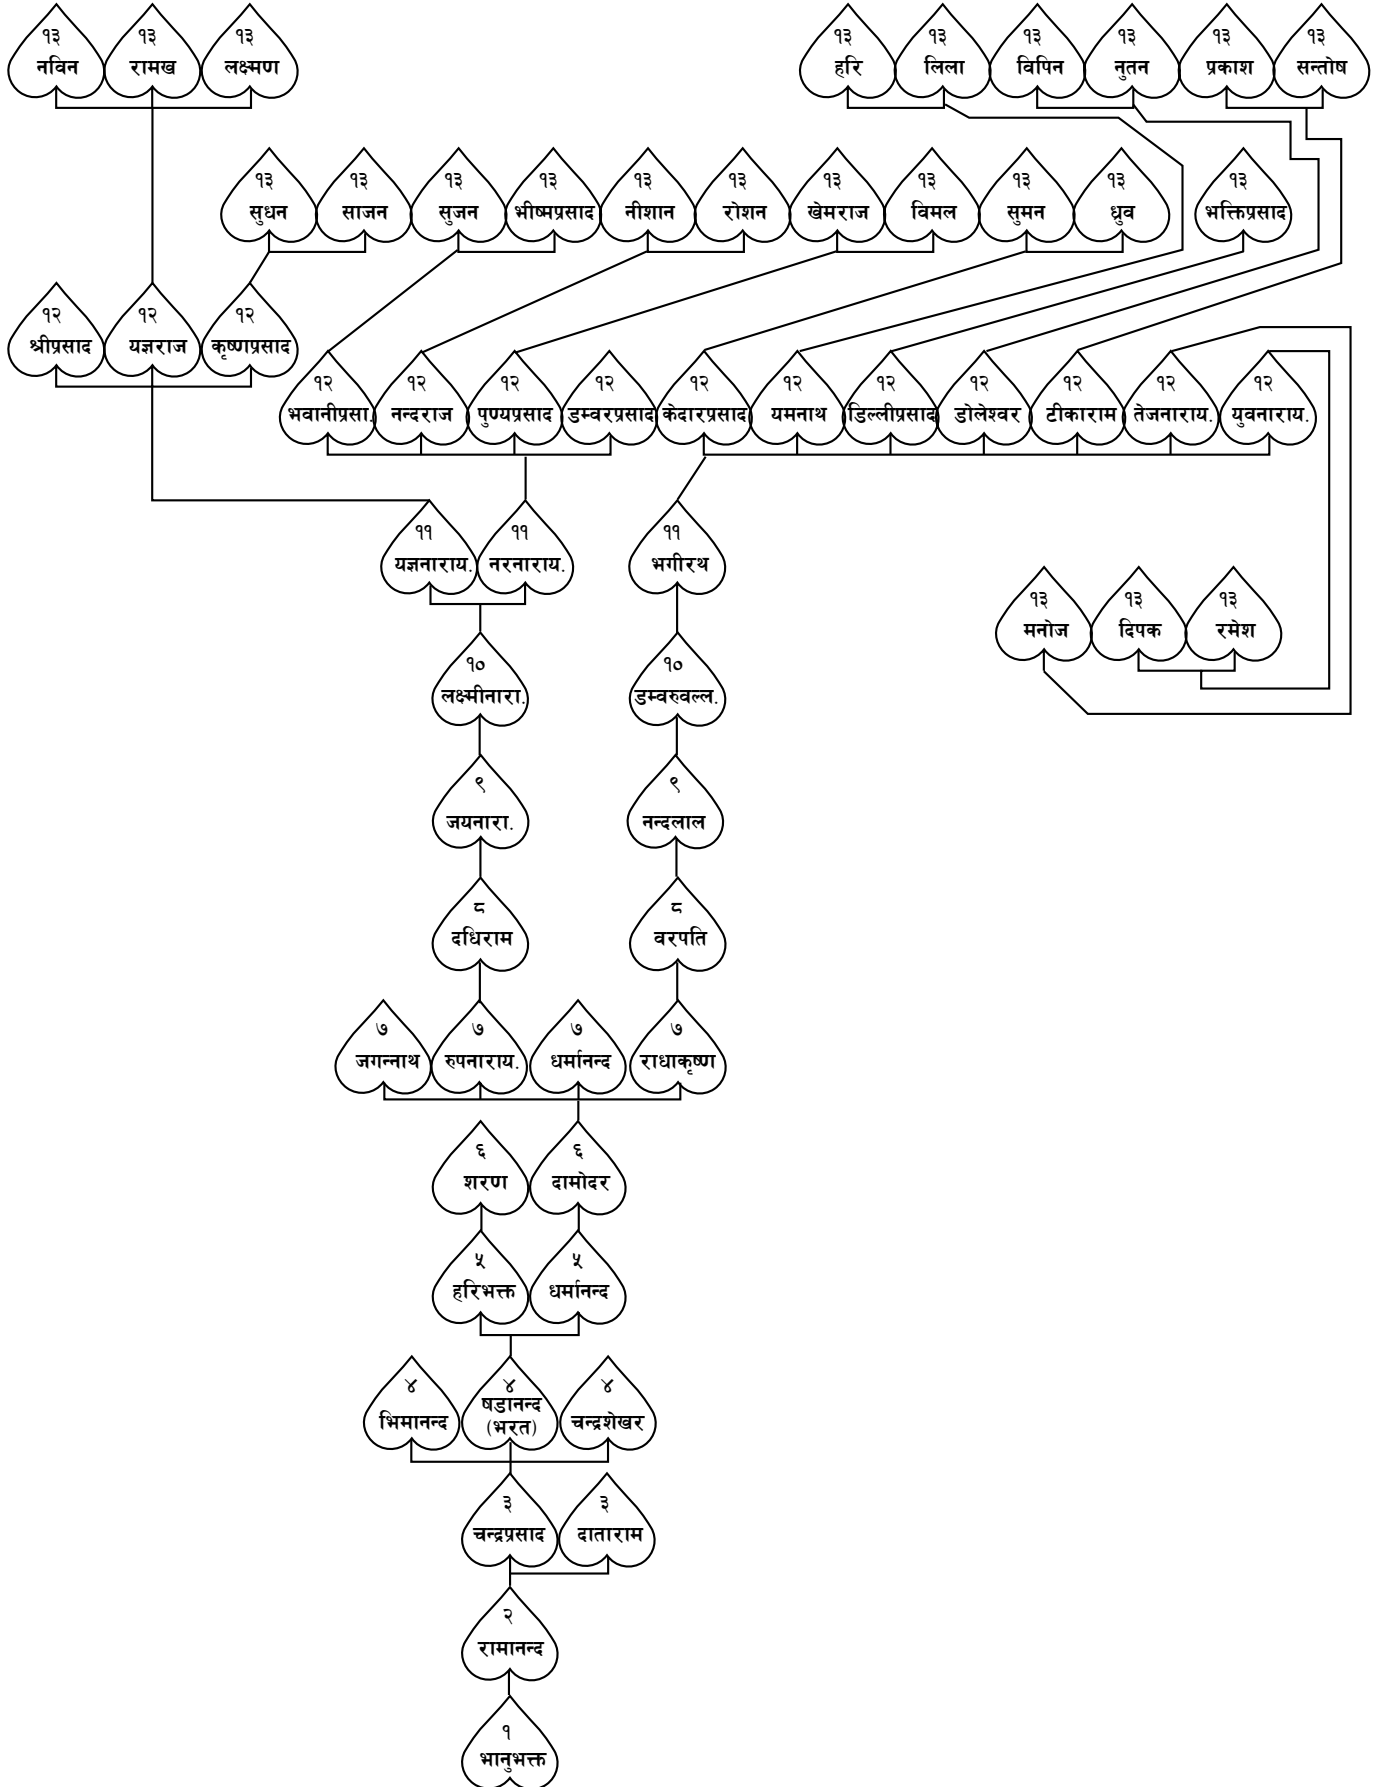 १३ १३ १३ १३ १३ १३ १३ १३ १३
नविन रामख लक्ष्मण हरि लिला विपिन नुतन प्रकाश सन्तोष
१३ १३ १३ १३ १३ १३ १३ १३ १३ १३ १३
सुधन साजन सुजन भीष्मप्रसाद नीशान रोशन खेमराज विमल सुमन ध्रुव भक्तिप्रसाद
१२ १२ १२
श्रीप्रसाद यज्ञराज कृष्णप्रसाद
१२ १२ १२ १२ १२ १२ १२ १२ १२ १२ १२
भवानीप्रसा. नन्दराज पुण्यप्रसाद डम्वरप्रसाद केदारप्रसाद यमनाथ डिल्लीप्रसाद डोलेश्वर टीकाराम तेजनाराय. युवनाराय.
११ ११ ११
यज्ञनाराय. नरनाराय. भगीरथ
१३ १३ १३
मनोज दिपक रमेश
१० १०
लक्ष्मीनारा. डम्वरुवल्ल.
९ ९
जयनारा. नन्दलाल
८ ८
दधिराम वरपति
७ ७ ७ ७
जगन्नाथ रुपनाराय. धर्मानन्द राधाकृष्ण
६ ६
शरण दामोदर
५ ५
हरिभक्त धर्मानन्द
४ ४ ४
भिमानन्द षडानन्द (भरत) चन्द्रशेखर
३ ३
चन्द्रप्रसाद दाताराम
२
रामानन्द
१
भानुभक्त